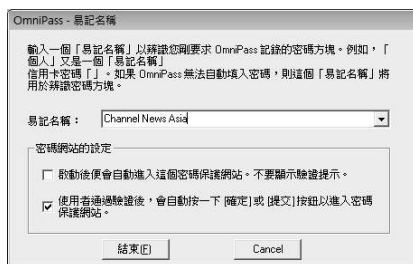 OmniPass - 易記名稱
輸入一個「易記名稱」以辨識您剛要求 OmniPass 記錄的密碼方塊。例如，「
個人」又是一個「易記名稱」
信用卡密碼「」。如果 OmniPass 無法自動填入密碼，則這個「易記名稱」將
用於辨識密碼方塊。
易記名稱：
Channel News Asia
密碼網站的設定
啟動後便會自動進入這個密碼保護網站。不要顯示驗證提示。
使用者通過驗證後，會自動按一下 [確定] 或 [提交] 按鈕以進入密碼
保護網站。
結束(F)
Cancel